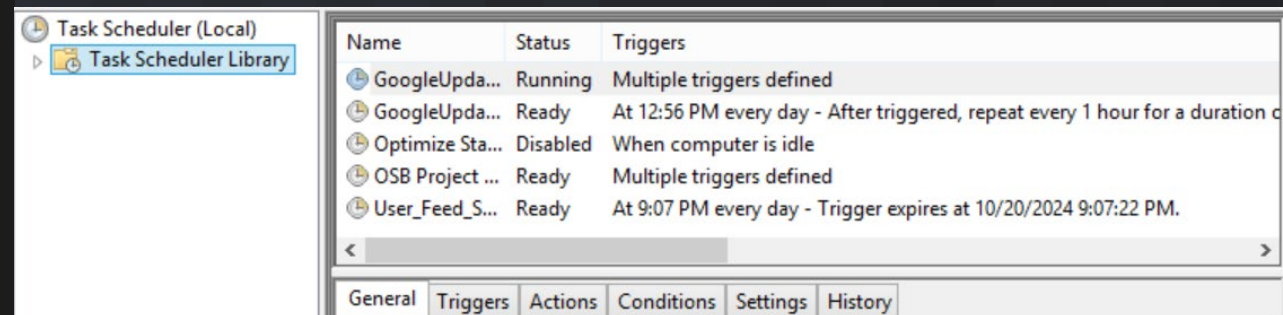 Task Scheduler (Local)
Task Scheduler Library
Name Status Triggers
GoogleUpda... Running Multiple triggers defined
GoogleUpda... Ready At 12:56 PM every day - After triggered, repeat every 1 hour for a duration
Optimize Sta... Disabled When computer is idle
OSB Project ... Ready Multiple triggers defined
User_Feed_S... Ready At 9:07 PM every day - Trigger expires at 10/20/2024 9:07:22 PM.
General Triggers Actions Conditions Settings History